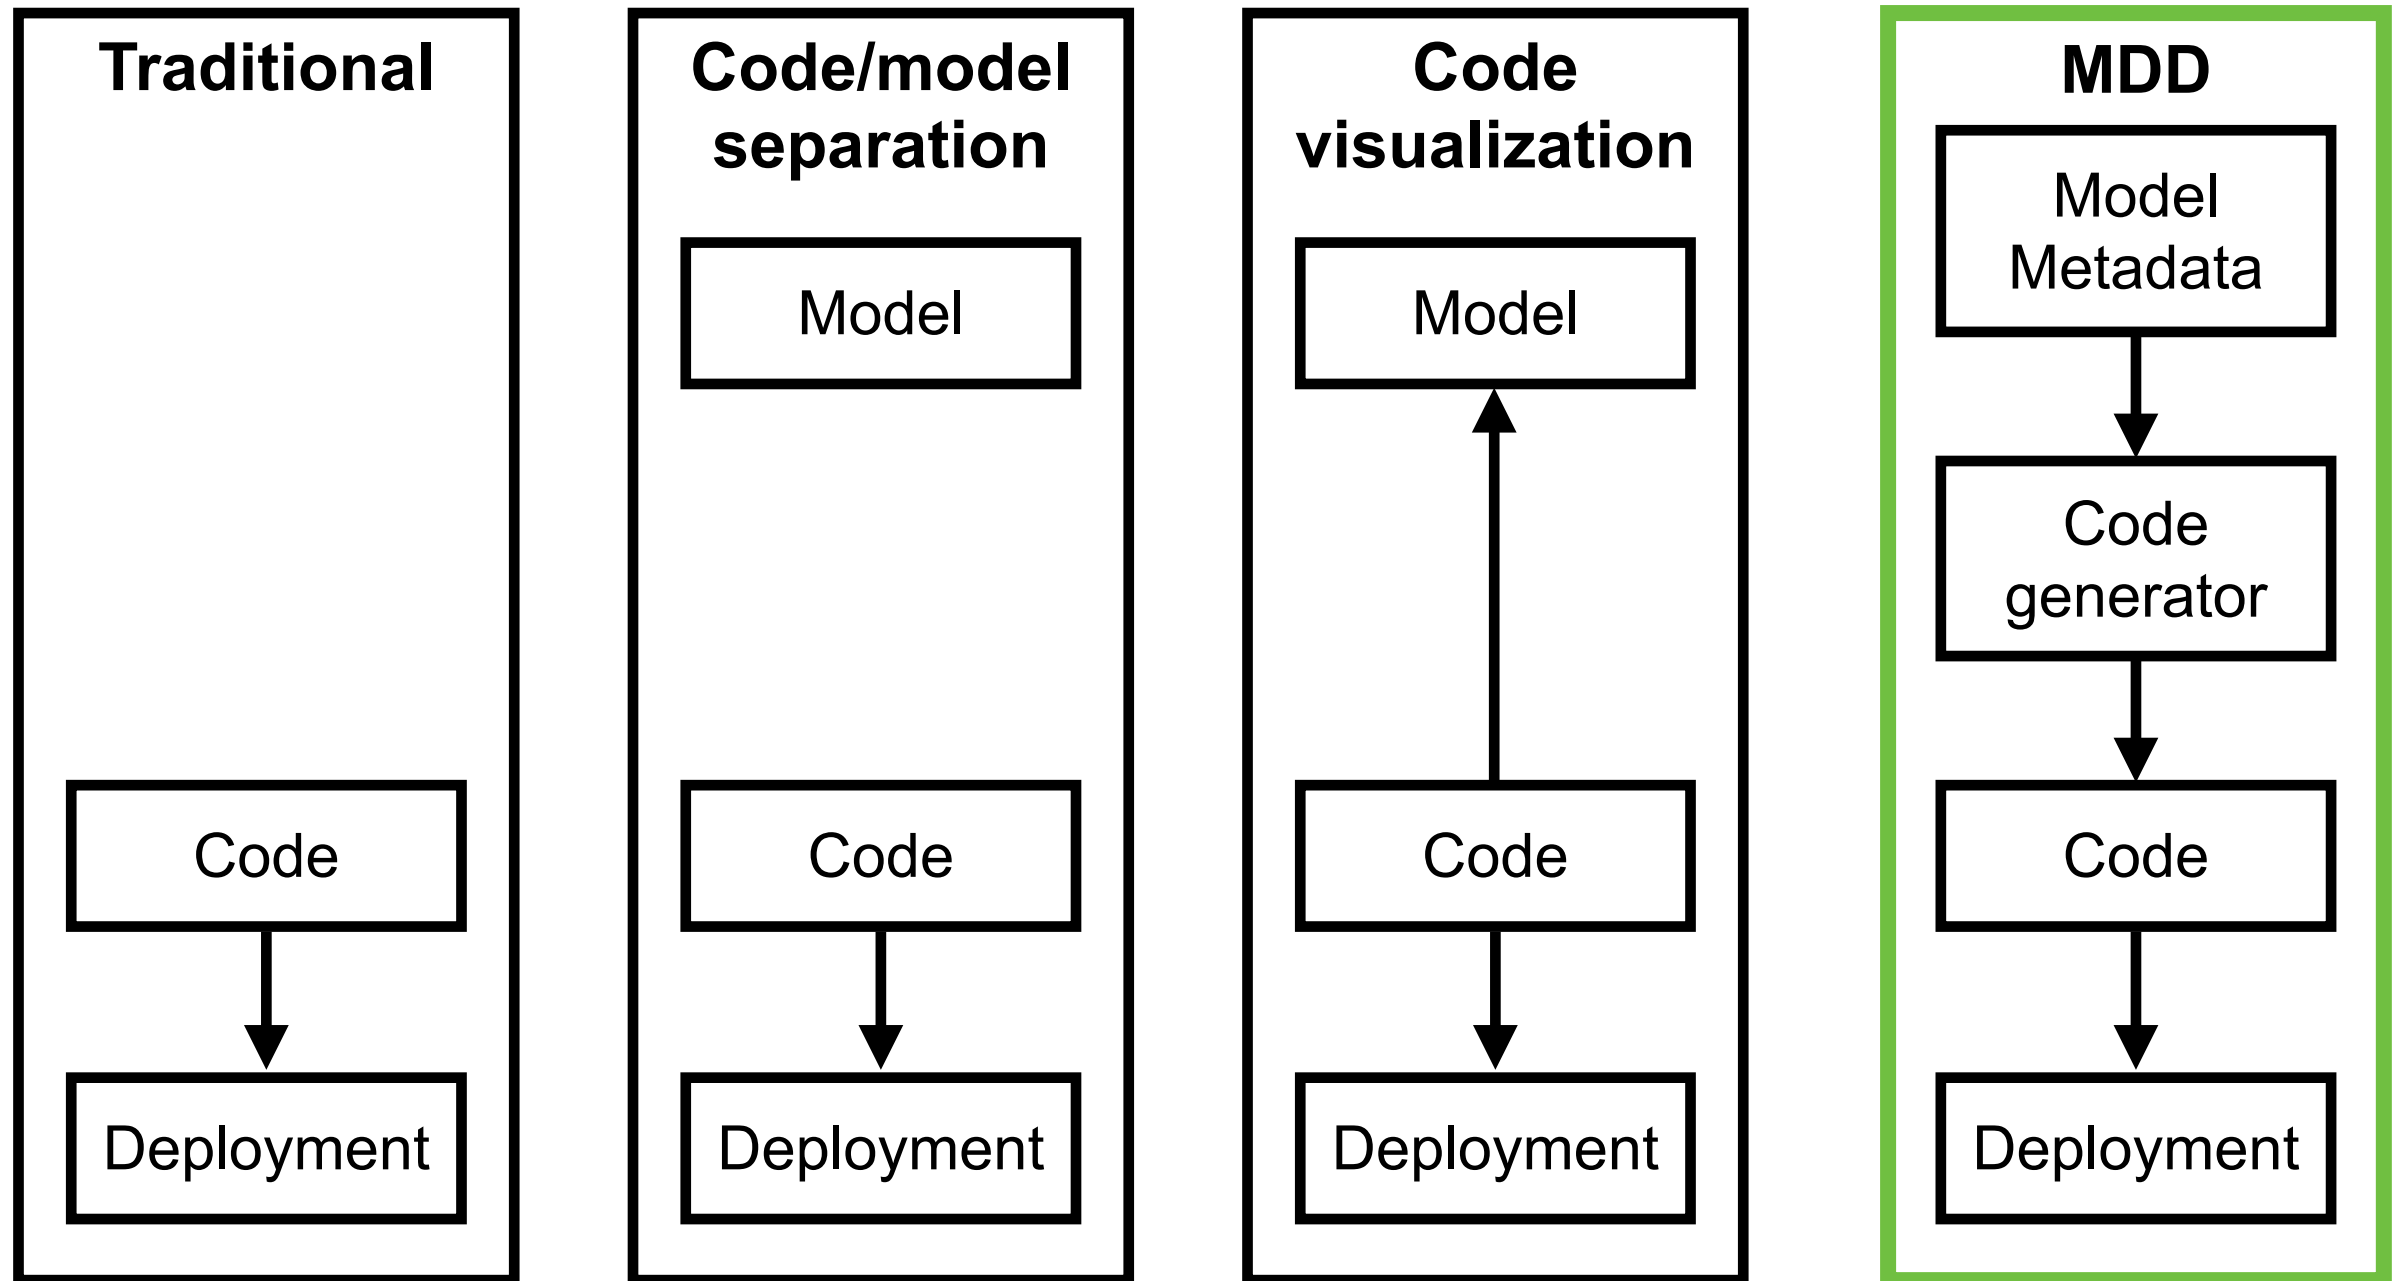 Traditional
Code
Deployment
Code/model
separation
Model
Code
Deployment
Code
visualization
Model
Code
Deployment
MDD
Model
Metadata
Code
generator
Code
Deployment